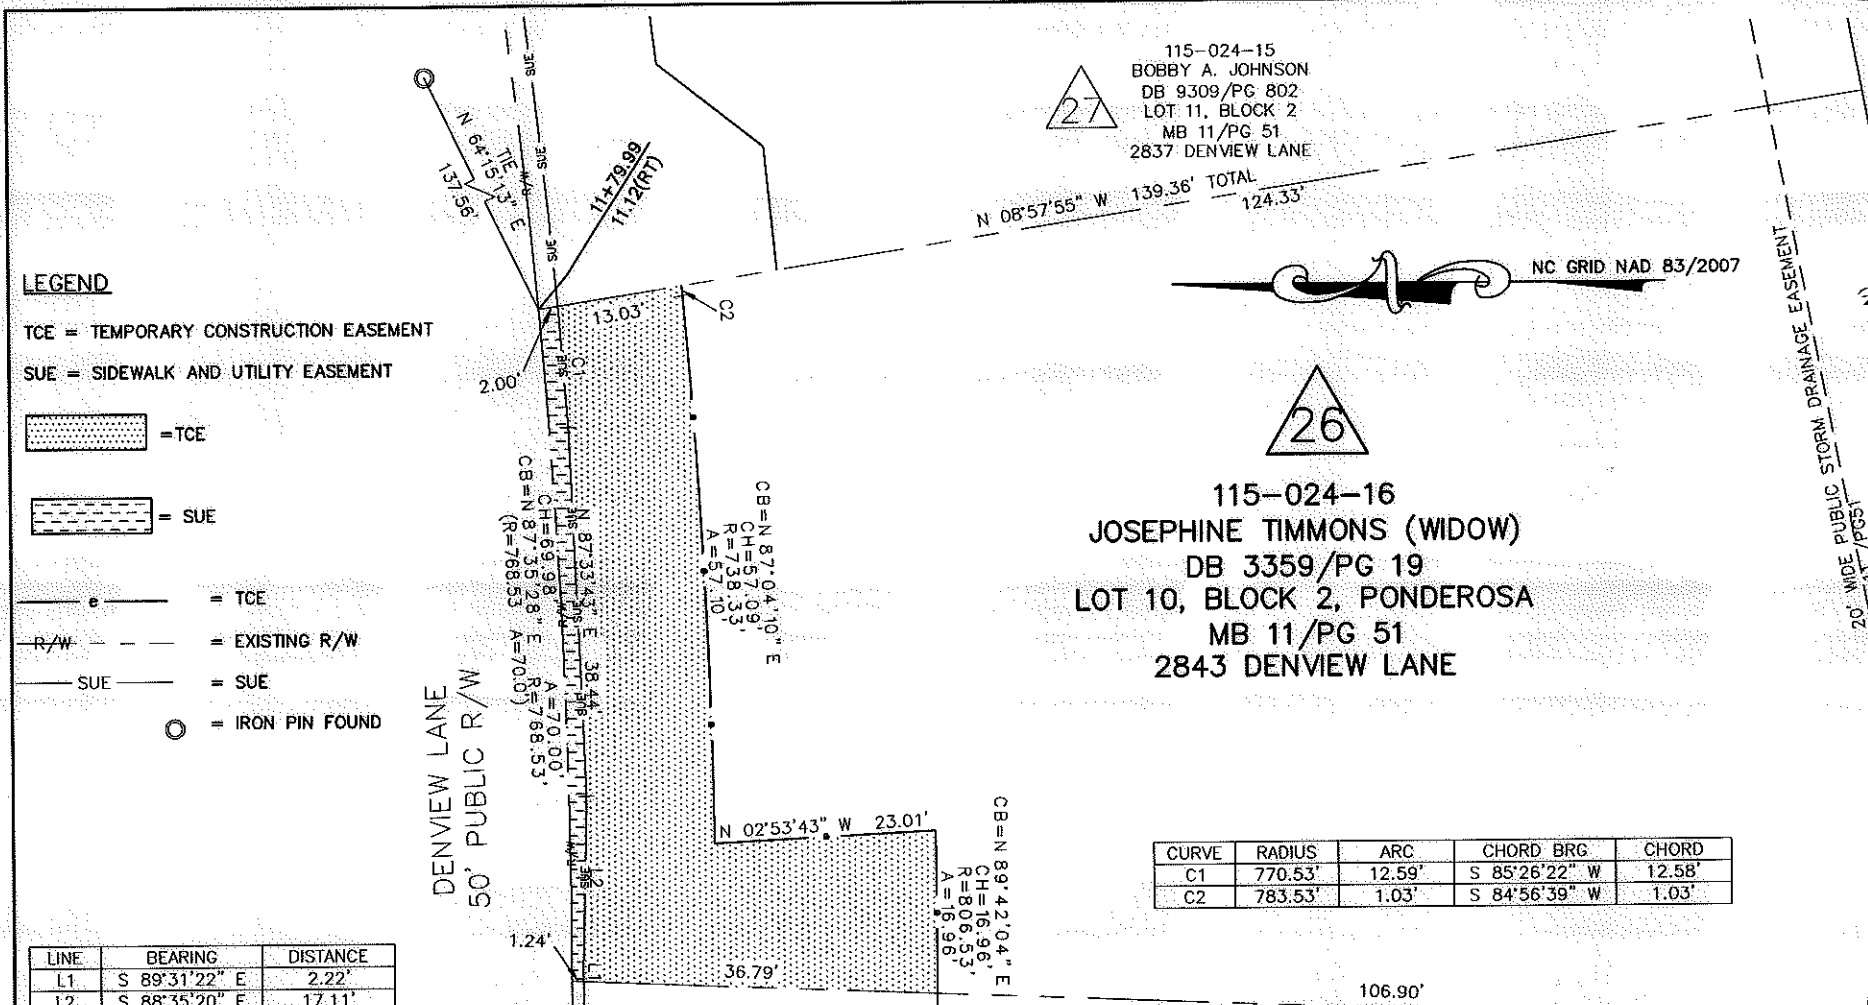 115-024-15
BOBBY A. JOHNSON
DB 9309/PG 802
LOT 11, BLOCK 2
MB 11/PG 51
2837 DENVIEW LANE
27
SUE
SUE
SUE
TIE
N 64°15'13" E
137.56'
11+79.99
11.12(RT)
N 08°57'55" W 139.36' TOTAL
124.33'
NC GRID NAD 83/2007
LEGEND
TCE = TEMPORARY CONSTRUCTION EASEMENT
SUE = SIDEWALK AND UTILITY EASEMENT
=TCE
= SUE
= TCE
R/W = EXISTING R/W
SUE = SUE
= IRON PIN FOUND
13.03'
C2
C1
2.00'
26
115-024-16
JOSEPHINE TIMMONS (WIDOW)
DB 3359/PG 19
LOT 10, BLOCK 2, PONDEROSA
MB 11/PG 51
2843 DENVIEW LANE
20' WIDE PUBLIC STORM DRAINAGE EASEMENT
CB=N 87°04'10" E
CH=57.09'
R=738.33'
A=57.10'
N 87°33'43" E 38.44'
A=70.00'
R=768.53'
CH=69.98'
CB=N 87°35'28" E
(R=768.53 A=70.0')
DENVIEW LANE
50' PUBLIC R/W
N 02°53'43" W 23.01'
CB=N 89°42'04" E
CH=16.96'
R=806.53'
A=16.96'
L2
L1
1.24'
36.79'
106.90'
CURVE RADIUS ARC CHORD BRG CHORD
C1 770.53' 12.59' S 85°26'22" W 12.58'
C2 783.53' 1.03' S 84°56'39" W 1.03'
LINE BEARING DISTANCE
L1 S 89°31'22" E 2.22'
L2 S 88°35'20" E 17.11'